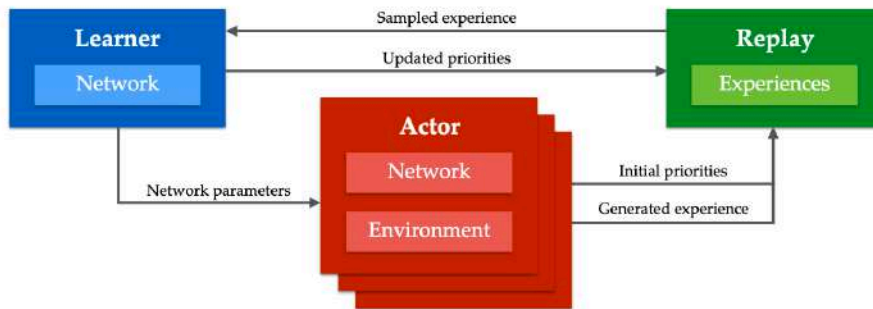 Sampled experience
Learner
Replay
Updated priorities
Network
Experiences
Actor
Network
Initial priorities
Network parameters
Generated experience
Environment